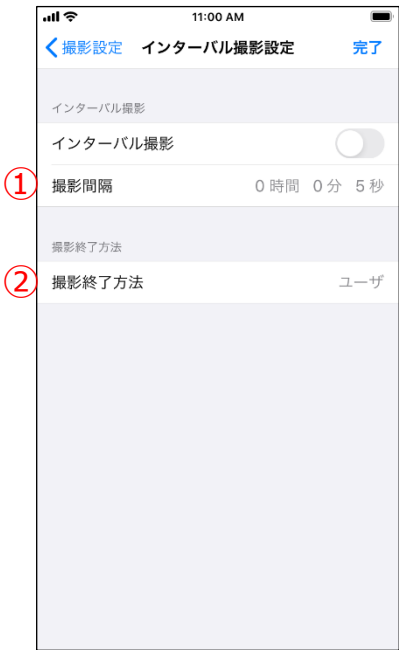 11:00 AM
撮影設定 インターバル撮影設定 完了
インターバル撮影
インターバル撮影
① 撮影間隔 0 時間 0 分 5 秒
撮影終了方法
② 撮影終了方法 ユーザ